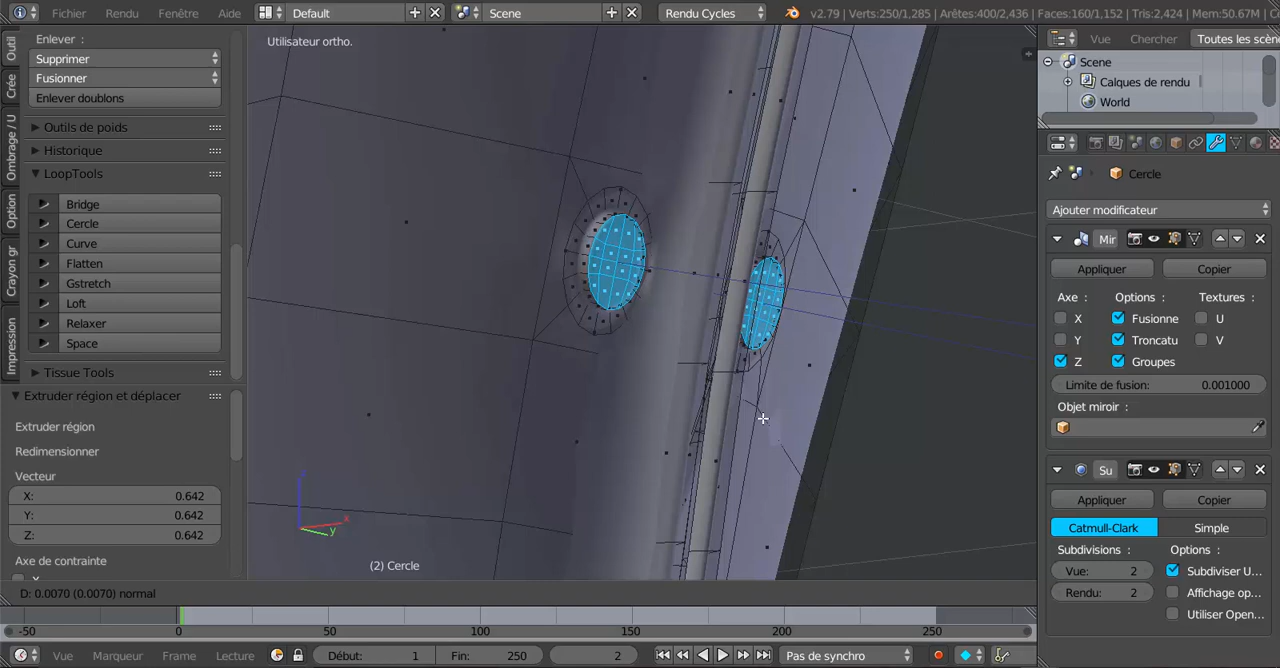 Fichier Rendu Fenêtre Aide Default Scene Rendu Cycles v2.79 | Verts:250/1,285 | Arêtes:400/2,436 | Faces:160/1,152 | Tris:2,424 | Mem:50.67M
Outil
Crée
Ombrage / U
Option
Crayon gr
Impression
Enlever :
Supprimer
Fusionner
Enlever doublons
Outils de poids
Historique
LoopTools
Bridge
Cercle
Curve
Flatten
Gstretch
Loft
Relaxer
Space
Tissue Tools
Extruder région et déplacer
Extruder région
Redimensionner
Vecteur
X: 0.642
Y: 0.642
Z: 0.642
Axe de contrainte
Utilisateur ortho.
x
y
(2) Cercle
D: 0.0070 (0.0070) normal
-50 0 50 100 150 200 250
Vue Marqueur Frame Lecture Début: 1 Fin: 250 2 Pas de synchro
Vue Chercher Toutes les scèn
Scene
Calques de rendu
World
Cercle
Ajouter modificateur
Mir
Appliquer Copier
Axe : Options : Textures :
X Fusionne U
Y Troncatu V
Z Groupes
Limite de fusion: 0.001000
Objet miroir :
Su
Appliquer Copier
Catmull-Clark Simple
Subdivisions : Options :
Vue: 2 Subdiviser U...
Rendu: 2 Affichage op...
Utiliser Open...